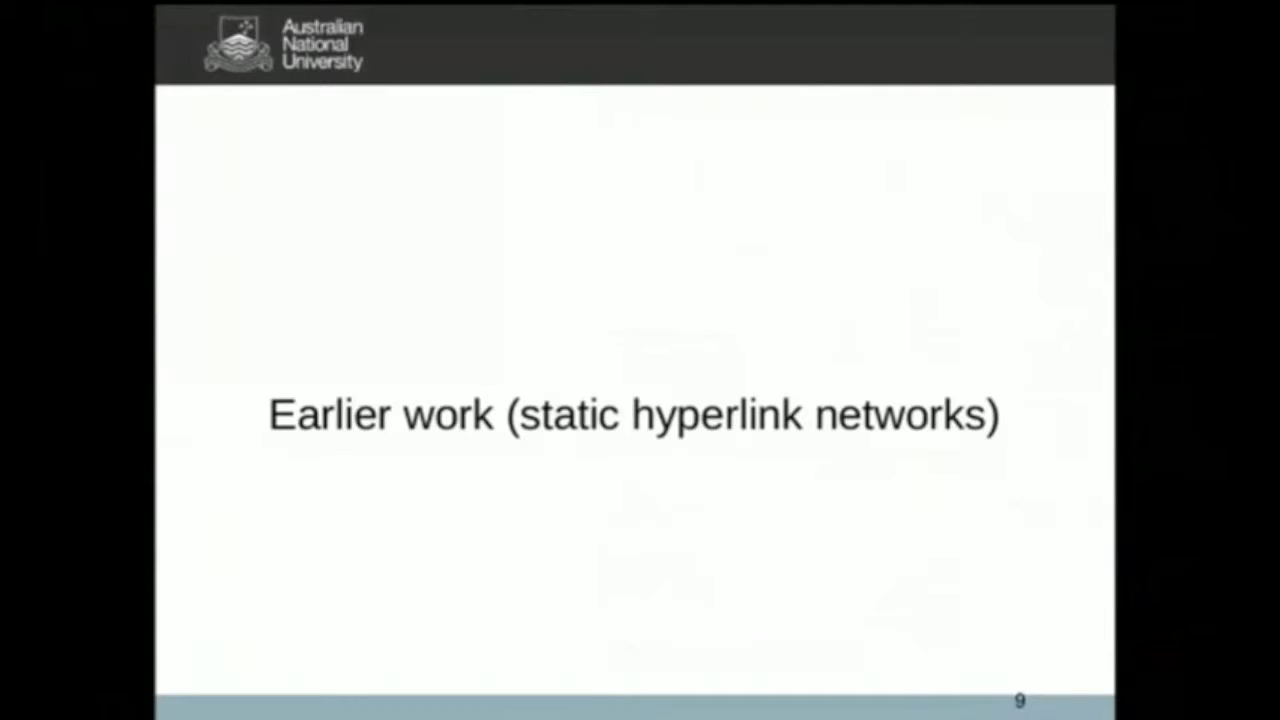 Australian
National
University
Earlier work (static hyperlink networks)
9